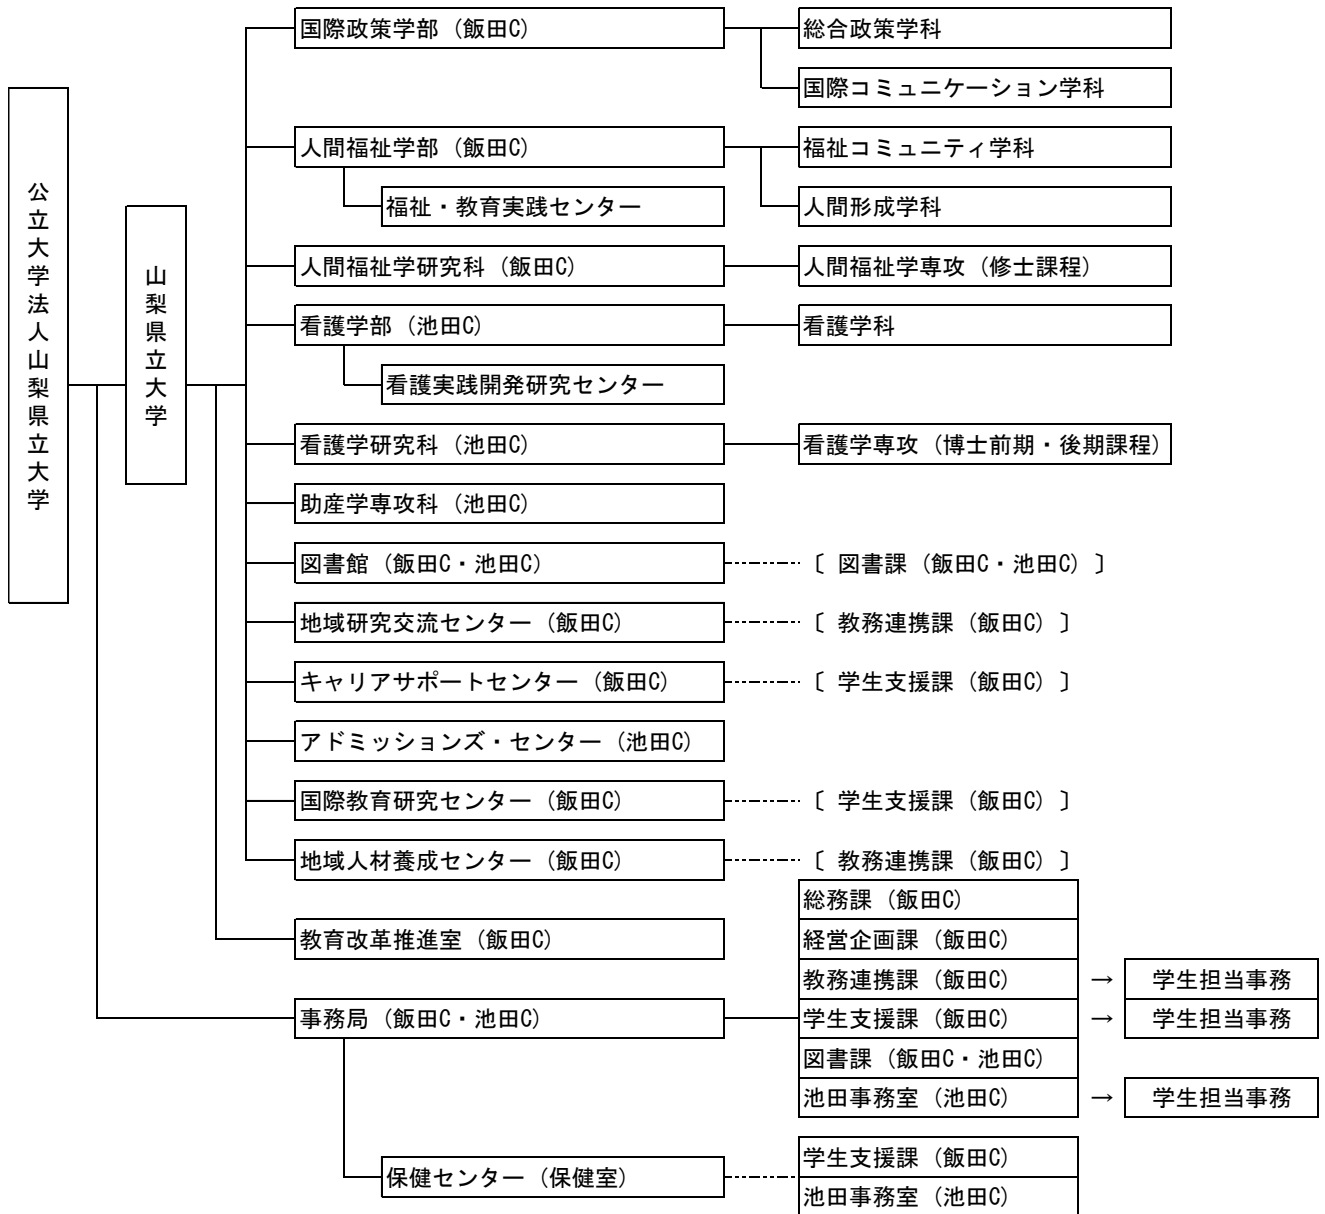 国際政策学部（飯田C）
総合政策学科
国際コミュニケーション学科
公立大学法人山梨県立大学
人間福祉学部（飯田C）
福祉コミュニティ学科
福祉・教育実践センター
人間形成学科
山梨県立大学
人間福祉学研究科（飯田C）
人間福祉学専攻（修士課程）
看護学部（池田C）
看護学科
看護実践開発研究センター
看護学研究科（池田C）
看護学専攻（博士前期・後期課程）
助産学専攻科（池田C）
図書館（飯田C・池田C）
〔 図書課（飯田C・池田C）〕
地域研究交流センター（飯田C）
〔 教務連携課（飯田C）〕
キャリアサポートセンター（飯田C）
〔 学生支援課（飯田C）〕
アドミッションズ・センター（池田C）
国際教育研究センター（飯田C）
〔 学生支援課（飯田C）〕
地域人材養成センター（飯田C）
〔 教務連携課（飯田C）〕
総務課（飯田C）
教育改革推進室（飯田C）
経営企画課（飯田C）
教務連携課（飯田C）
→ 学生担当事務
事務局（飯田C・池田C）
学生支援課（飯田C）
→ 学生担当事務
図書課（飯田C・池田C）
池田事務室（池田C）
→ 学生担当事務
保健センター（保健室）
学生支援課（飯田C）
池田事務室（池田C）